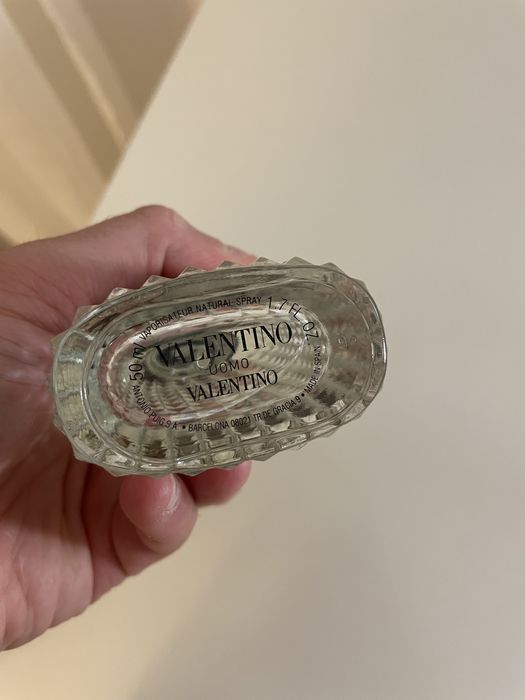 VAPORISATEUR NATURAL SPRAY
50 ml 1.7 FL. OZ
VALENTINO
UOMO
VALENTINO
ANTONIO PUIG, S.A. • BARCELONA 08021 TR.DE GRACIA 9 • MADE IN SPAIN